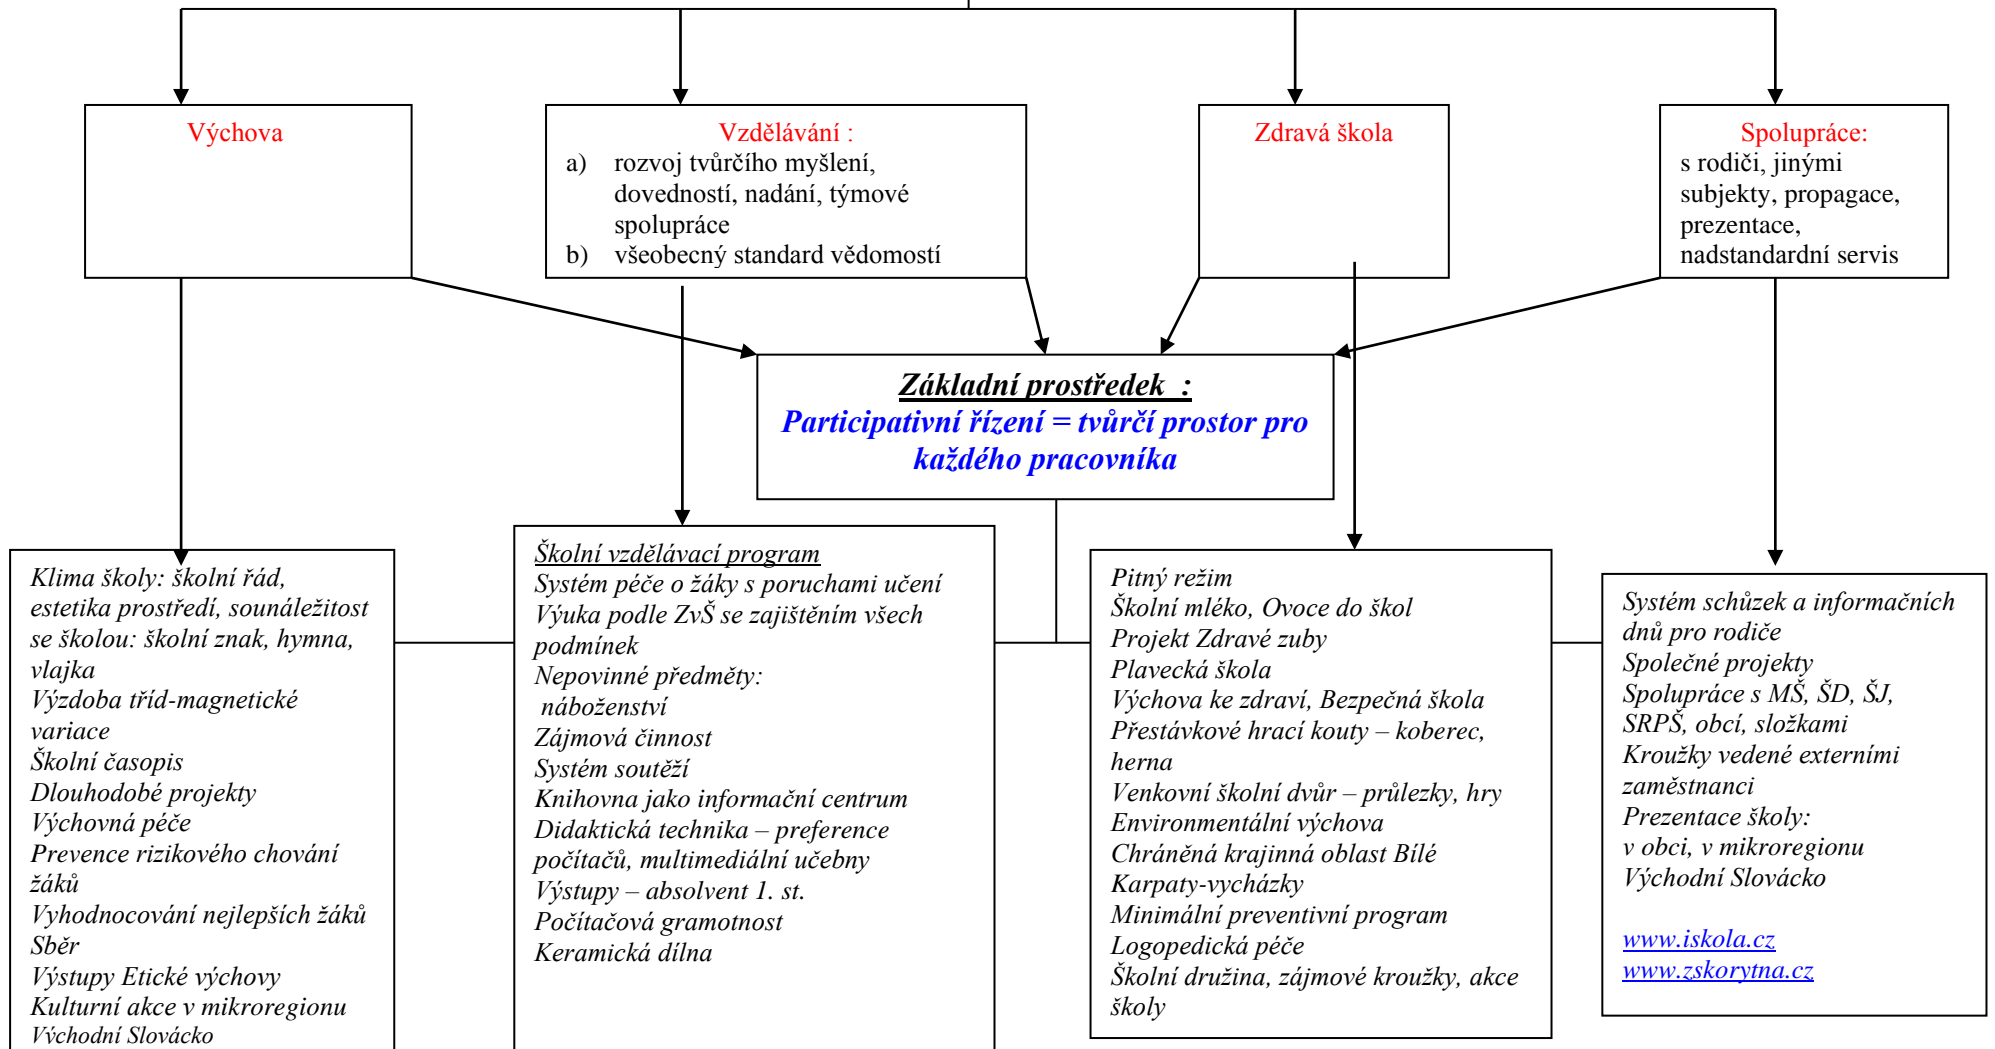 Výchova
Vzdělávání :
a) rozvoj tvůrčího myšlení,
dovedností, nadání, týmové
spolupráce
b) všeobecný standard vědomostí
Zdravá škola
Spolupráce:
s rodiči, jinými
subjekty, propagace,
prezentace,
nadstandardní servis
Základní prostředek :
Participativní řízení = tvůrčí prostor pro
každého pracovníka
Klima školy: školní řád,
estetika prostředí, sounáležitost
se školou: školní znak, hymna,
vlajka
Výzdoba tříd-magnetické
variace
Školní časopis
Dlouhodobé projekty
Výchovná péče
Prevence rizikového chování
žáků
Vyhodnocování nejlepších žáků
Sběr
Výstupy Etické výchovy
Kulturní akce v mikroregionu
Východní Slovácko
Školní vzdělávací program
Systém péče o žáky s poruchami učení
Výuka podle ZvŠ se zajištěním všech
podmínek
Nepovinné předměty:
náboženství
Zájmová činnost
Systém soutěží
Knihovna jako informační centrum
Didaktická technika – preference
počítačů, multimediální učebny
Výstupy – absolvent 1. st.
Počítačová gramotnost
Keramická dílna
Pitný režim
Školní mléko, Ovoce do škol
Projekt Zdravé zuby
Plavecká škola
Výchova ke zdraví, Bezpečná škola
Přestávkové hrací kouty – koberec,
herna
Venkovní školní dvůr – průlezky, hry
Environmentální výchova
Chráněná krajinná oblast Bílé
Karpaty-vycházky
Minimální preventivní program
Logopedická péče
Školní družina, zájmové kroužky, akce
školy
Systém schůzek a informačních
dnů pro rodiče
Společné projekty
Spolupráce s MŠ, ŠD, ŠJ,
SRPŠ, obcí, složkami
Kroužky vedené externími
zaměstnanci
Prezentace školy:
v obci, v mikroregionu
Východní Slovácko
www.iskola.cz
www.zskorytna.cz